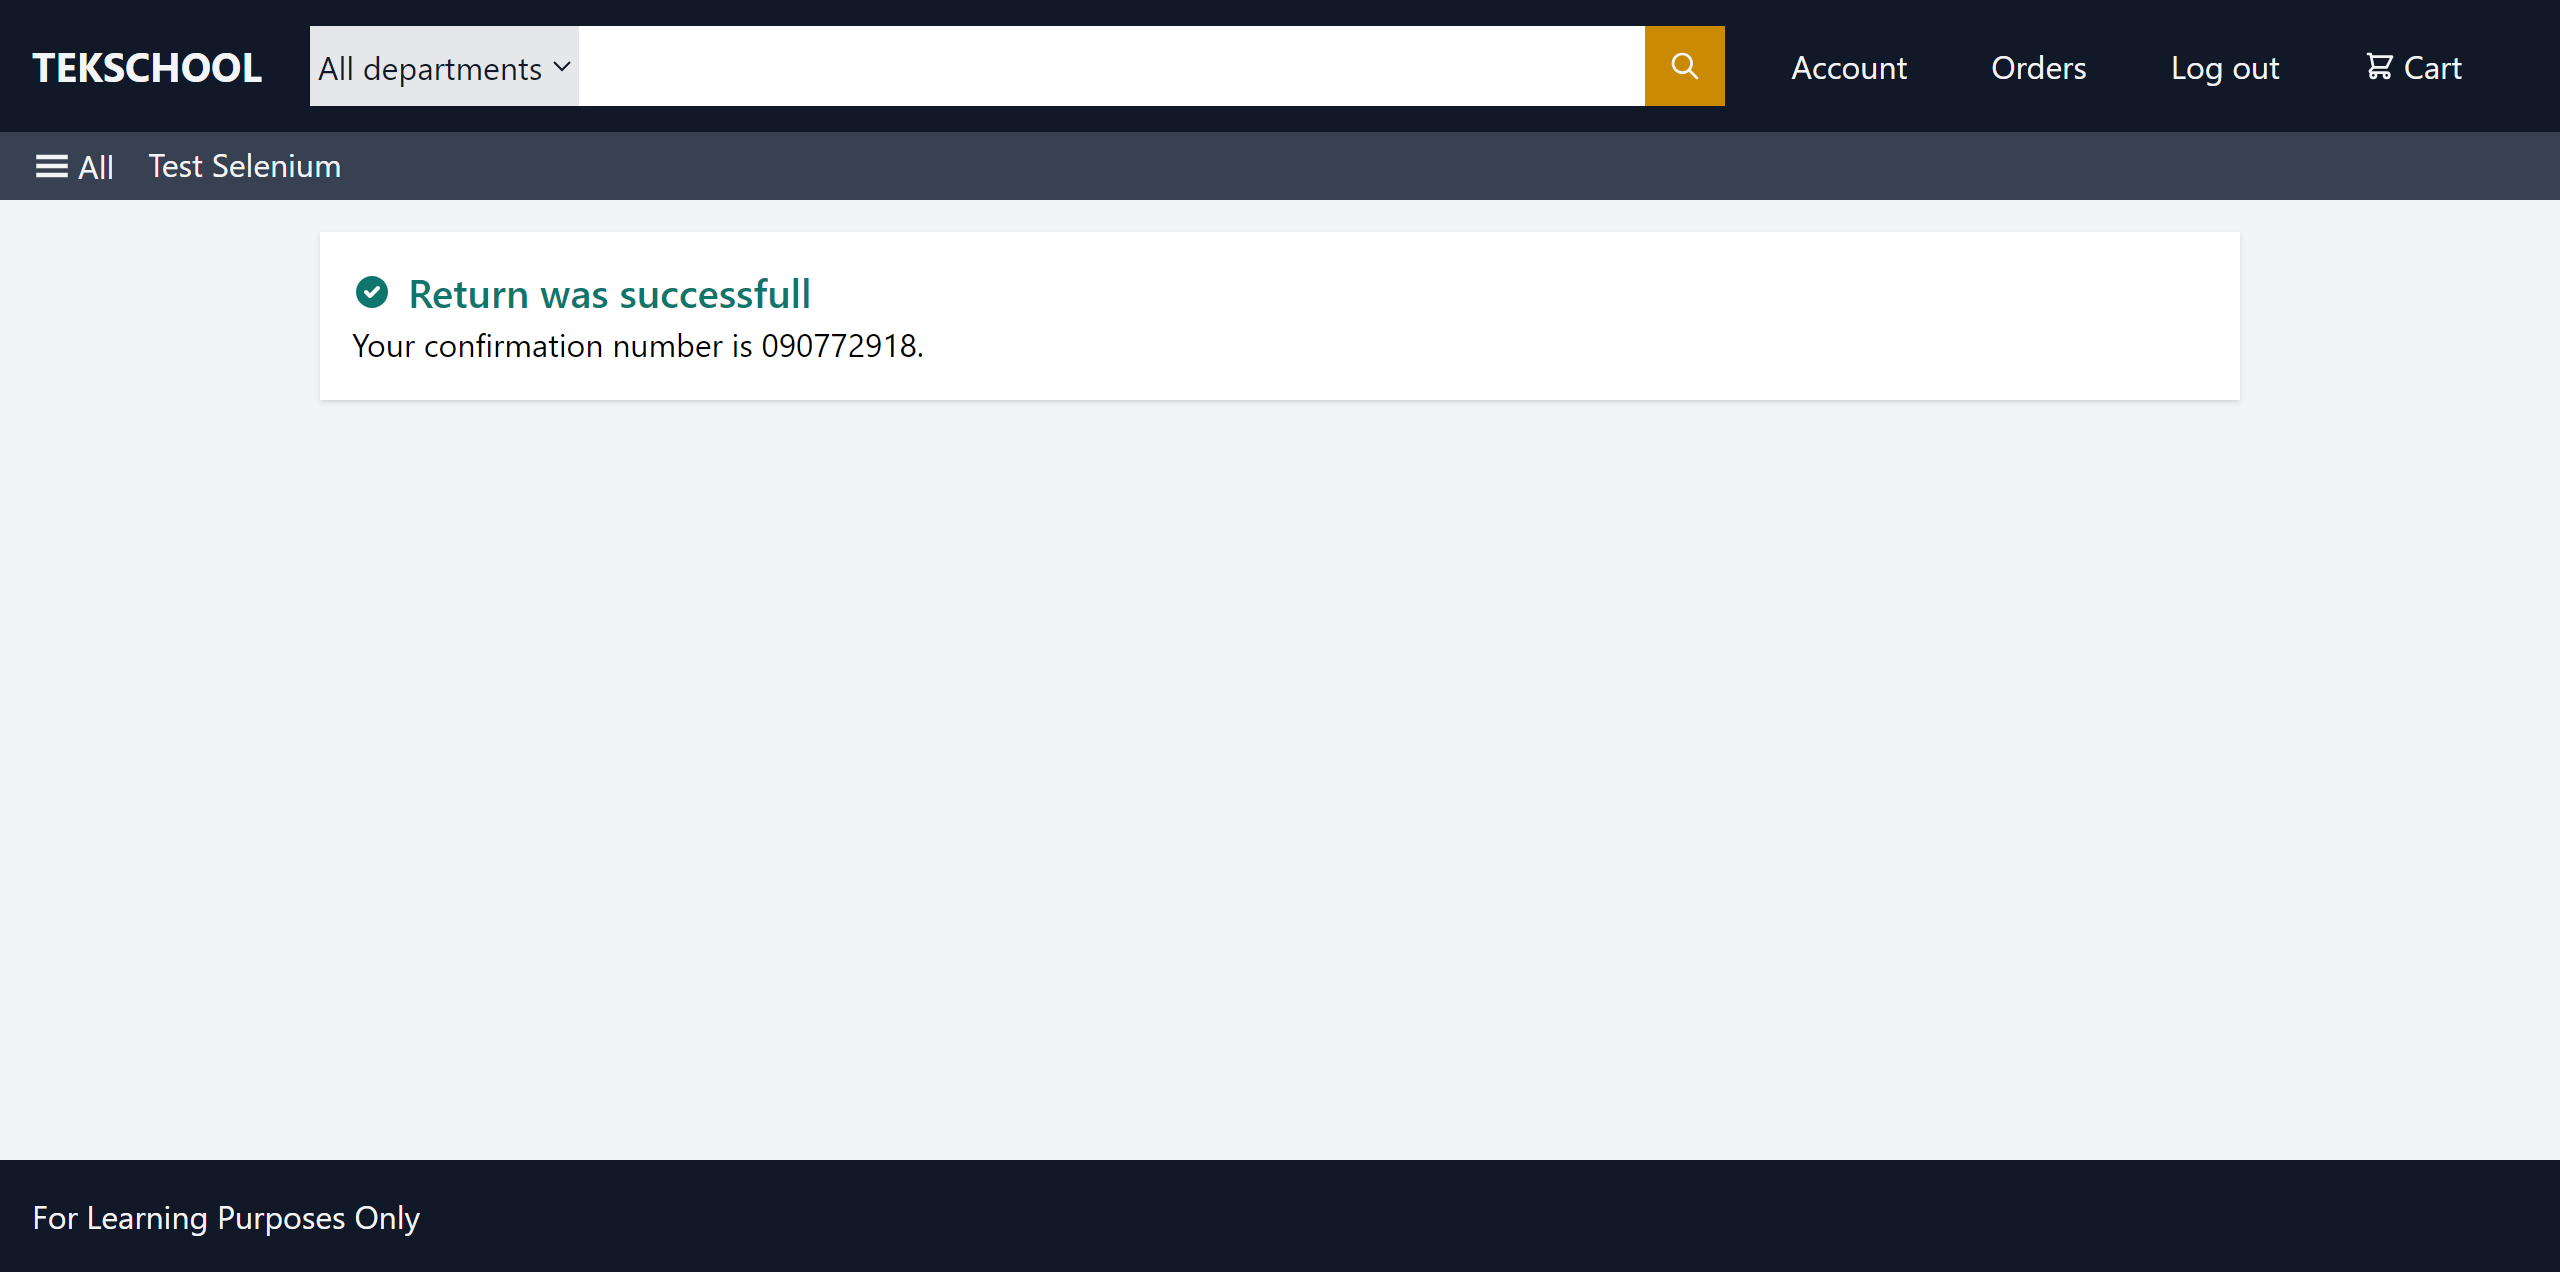 TEKSCHOOL
All departments
Account
Orders
Log out
Cart
All
Test Selenium
Return was successfull
Your confirmation number is 090772918.
For Learning Purposes Only